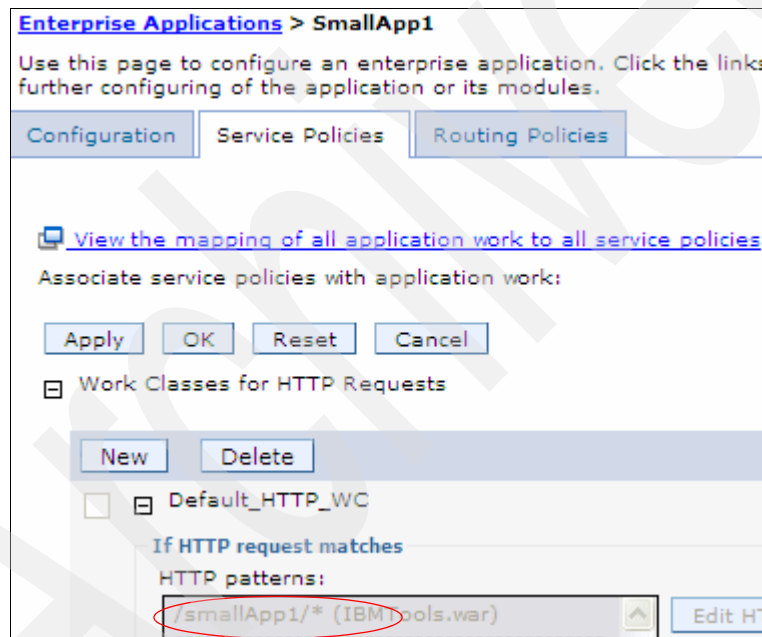 Enterprise Applications > SmallApp1
Use this page to configure an enterprise application. Click the links
further configuring of the application or its modules.
Configuration Service Policies Routing Policies
View the mapping of all application work to all service policies
Associate service policies with application work:
Apply OK Reset Cancel
Work Classes for HTTP Requests
New Delete
Default_HTTP_WC
If HTTP request matches
HTTP patterns:
/smallApp1/* (IBMTools.war) Edit HT